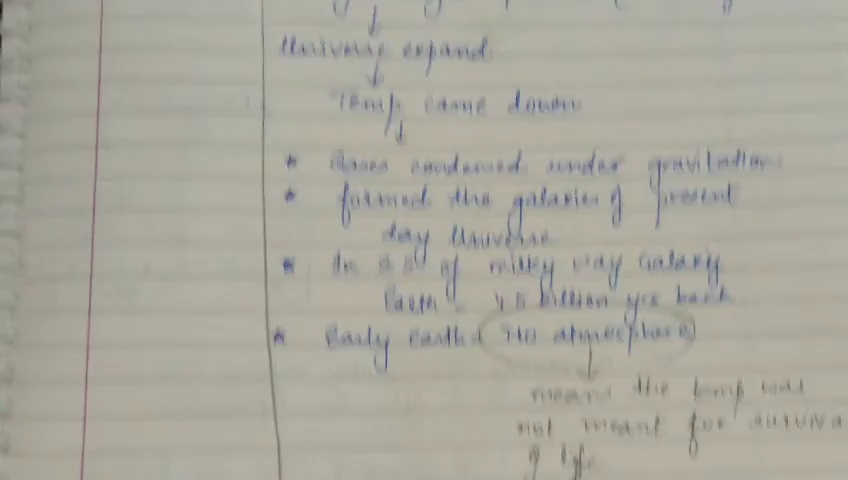 Universe expand
Temp came down
* Gases condensed under gravitation
* formed the galaxies of present
day Universe
* In S.S of milky way Galaxy
Earth - 4.5 billion yrs back
* Early earth (No atmosphere)
means the temp was
not meant for surviva
of life